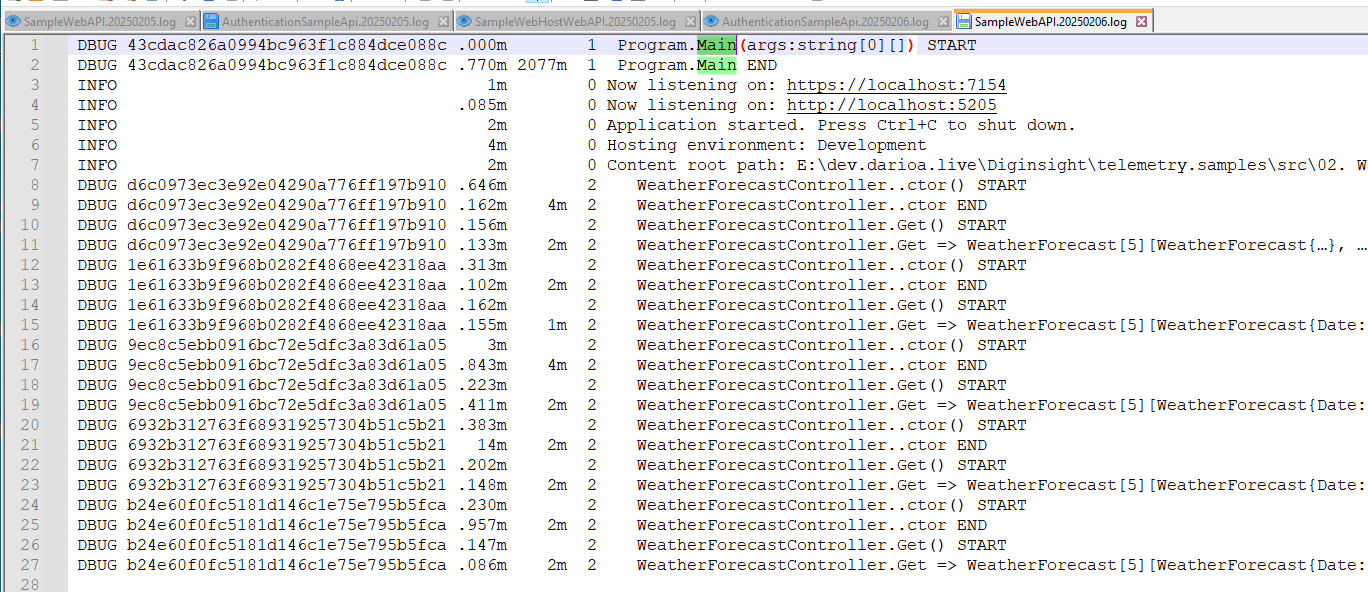 SampleWebAPI.20250205.log AuthenticationSampleApi.20250205.log SampleWebHostWebAPI.20250205.log AuthenticationSampleApi.20250206.log SampleWebAPI.20250206.log
1 DBUG 43cdac826a0994bc963f1c884dce088c .000m 1 Program.Main(args:string[0][]) START
2 DBUG 43cdac826a0994bc963f1c884dce088c .770m 2077m 1 Program.Main END
3 INFO 1m 0 Now listening on: https://localhost:7154
4 INFO .085m 0 Now listening on: http://localhost:5205
5 INFO 2m 0 Application started. Press Ctrl+C to shut down.
6 INFO 4m 0 Hosting environment: Development
7 INFO 2m 0 Content root path: E:\dev.darioa.live\Diginsight\telemetry.samples\src\02. W
8 DBUG d6c0973ec3e92e04290a776ff197b910 .646m 2 WeatherForecastController..ctor() START
9 DBUG d6c0973ec3e92e04290a776ff197b910 .162m 4m 2 WeatherForecastController..ctor END
10 DBUG d6c0973ec3e92e04290a776ff197b910 .156m 2 WeatherForecastController.Get() START
11 DBUG d6c0973ec3e92e04290a776ff197b910 .133m 2m 2 WeatherForecastController.Get => WeatherForecast[5][WeatherForecast{…}, …
12 DBUG 1e61633b9f968b0282f4868ee42318aa .313m 2 WeatherForecastController..ctor() START
13 DBUG 1e61633b9f968b0282f4868ee42318aa .102m 2m 2 WeatherForecastController..ctor END
14 DBUG 1e61633b9f968b0282f4868ee42318aa .162m 2 WeatherForecastController.Get() START
15 DBUG 1e61633b9f968b0282f4868ee42318aa .155m 1m 2 WeatherForecastController.Get => WeatherForecast[5][WeatherForecast{Date:
16 DBUG 9ec8c5ebb0916bc72e5dfc3a83d61a05 3m 2 WeatherForecastController..ctor() START
17 DBUG 9ec8c5ebb0916bc72e5dfc3a83d61a05 .843m 4m 2 WeatherForecastController..ctor END
18 DBUG 9ec8c5ebb0916bc72e5dfc3a83d61a05 .223m 2 WeatherForecastController.Get() START
19 DBUG 9ec8c5ebb0916bc72e5dfc3a83d61a05 .411m 2m 2 WeatherForecastController.Get => WeatherForecast[5][WeatherForecast{Date:
20 DBUG 6932b312763f689319257304b51c5b21 .383m 2 WeatherForecastController..ctor() START
21 DBUG 6932b312763f689319257304b51c5b21 14m 2m 2 WeatherForecastController..ctor END
22 DBUG 6932b312763f689319257304b51c5b21 .202m 2 WeatherForecastController.Get() START
23 DBUG 6932b312763f689319257304b51c5b21 .148m 2m 2 WeatherForecastController.Get => WeatherForecast[5][WeatherForecast{Date:
24 DBUG b24e60f0fc5181d146c1e75e795b5fca .230m 2 WeatherForecastController..ctor() START
25 DBUG b24e60f0fc5181d146c1e75e795b5fca .957m 2m 2 WeatherForecastController..ctor END
26 DBUG b24e60f0fc5181d146c1e75e795b5fca .147m 2 WeatherForecastController.Get() START
27 DBUG b24e60f0fc5181d146c1e75e795b5fca .086m 2m 2 WeatherForecastController.Get => WeatherForecast[5][WeatherForecast{Date:
28